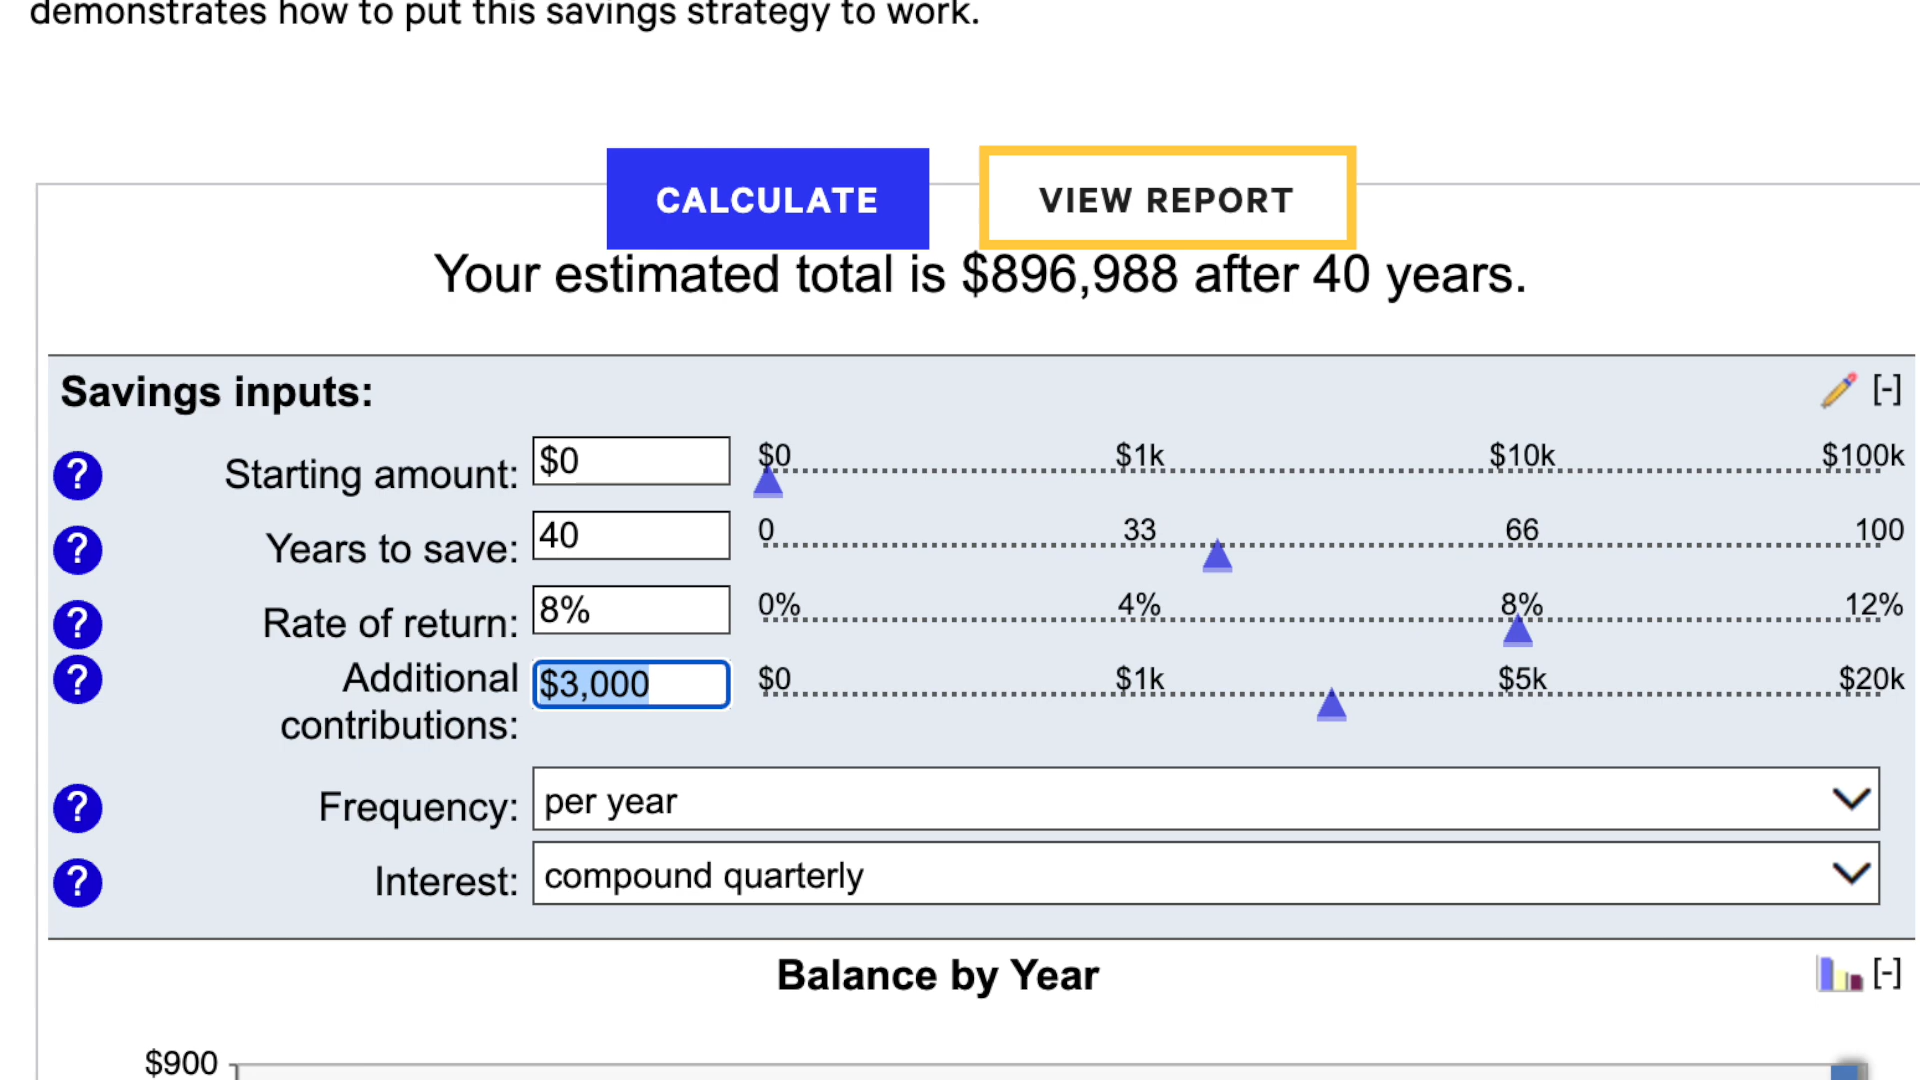 demonstrates how to put this savings strategy to work.
CALCULATE
VIEW REPORT
Your estimated total is $896,988 after 40 years.
Savings inputs:
[-]
? Starting amount: $0 $0 $1k $10k $100k
? Years to save: 40 0 33 66 100
? Rate of return: 8% 0% 4% 8% 12%
? Additional contributions: $3,000 $0 $1k $5k $20k
? Frequency: per year
? Interest: compound quarterly
Balance by Year
[-]
$900